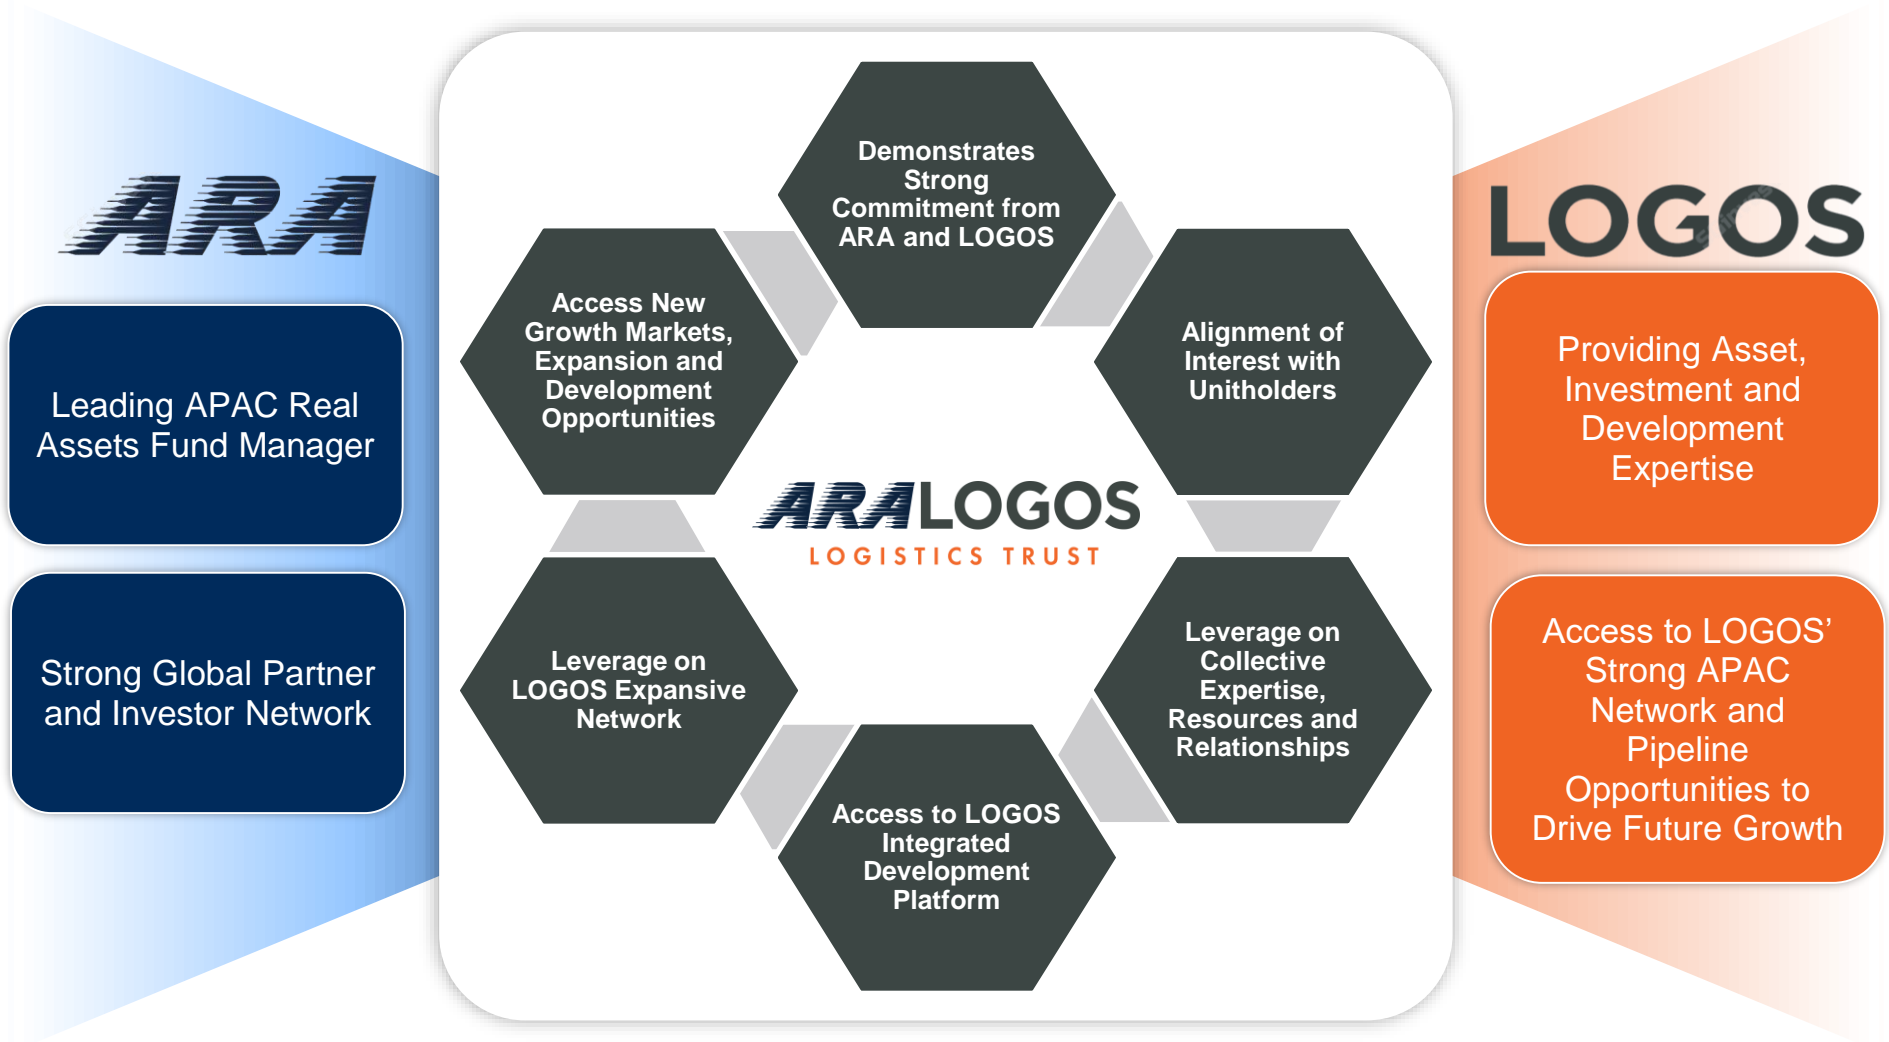 ARA
Leading APAC Real
Assets Fund Manager
Strong Global Partner
and Investor Network
Demonstrates
Strong
Commitment from
ARA and LOGOS
Alignment of
Interest with
Unitholders
Leverage on
Collective
Expertise,
Resources and
Relationships
Access to LOGOS
Integrated
Development
Platform
Leverage on
LOGOS Expansive
Network
Access New
Growth Markets,
Expansion and
Development
Opportunities
ARALOGOS
LOGISTICS TRUST
LOGOS
Providing Asset,
Investment and
Development
Expertise
Access to LOGOS’
Strong APAC
Network and
Pipeline
Opportunities to
Drive Future Growth